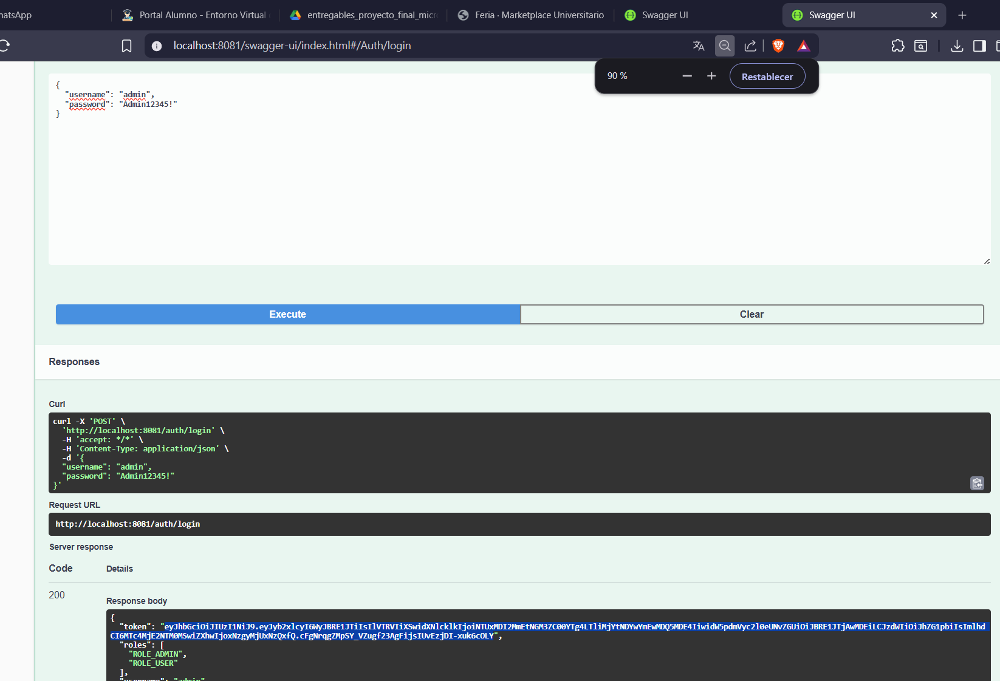 hatsApp
Portal Alumno - Entorno Virtual
entregables_proyecto_final_micr
Feria · Marketplace Universitario
Swagger UI
Swagger UI
localhost:8081/swagger-ui/index.html#/Auth/login
90 %
Restablecer
{
"username": "admin",
"password": "Admin12345!"
}
Execute
Clear
Responses
Curl
curl -X 'POST' \
'http://localhost:8081/auth/login' \
-H 'accept: */*' \
-H 'Content-Type: application/json' \
-d '{
"username": "admin",
"password": "Admin12345!"
}'
Request URL
http://localhost:8081/auth/login
Server response
Code
Details
200
Response body
{
"token": "eyJhbGciOiJIUzI1NiJ9.eyJyb2xlcyI6WyJBRE1JTiIsIlVTRVIiXSwidXNlcklkIjoiNTUxMDI2MmEtNGM3ZC00YTg4LTliMjYtNDYwYmEwMDQ5MDE4IiwidW5pdmVyc2l0eUNvZGUiOiJBRE1JTjAwMDEiLCJzdWIiOiJhZG1pbiIsImlhd
CI6MTc4MjE2NTM0MSwiZXhwIjoxNzgyMjUxNzQxfQ.cFgNrqgZMpSY_VZugf23AgFijsIUvEzjDI-xuk6cOLY",
"roles": [
"ROLE_ADMIN",
"ROLE_USER"
],
"username": "admin"